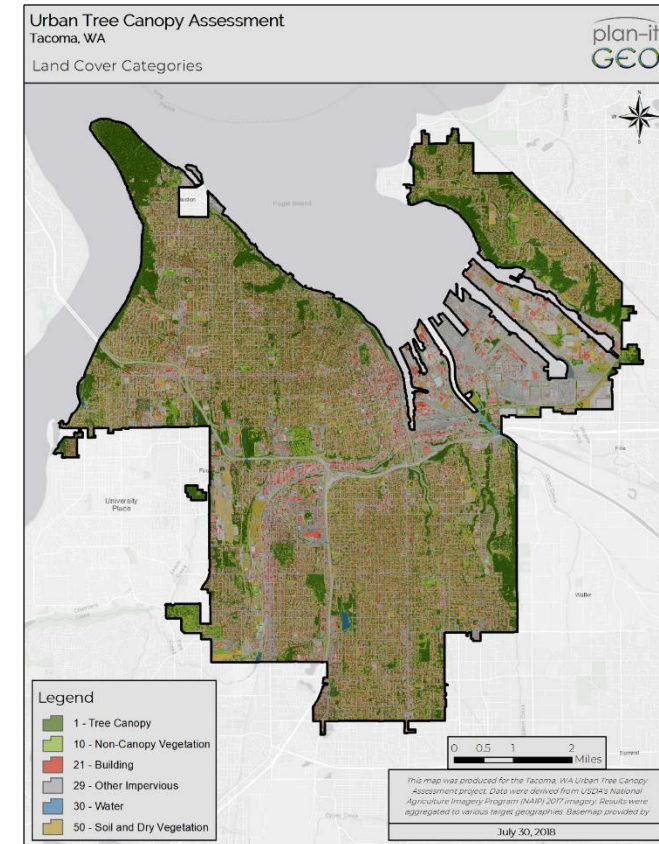 Urban Tree Canopy Assessment
Tacoma, WA
Land Cover Categories
plan-it
GEO
N
Puget Sound
Ruston
University
Place
Fife
Waller
Legend
1 - Tree Canopy
10 - Non-Canopy Vegetation
21 - Building
29 - Other Impervious
30 - Water
50 - Soil and Dry Vegetation
0 0.5 1 2
Miles
This map was produced for the Tacoma, WA Urban Tree Canopy
Assessment project. Data were derived from USDA's National
Agriculture Imagery Program (NAIP) 2017 imagery. Results were
aggregated to various target geographies. Basemap provided by
July 30, 2018